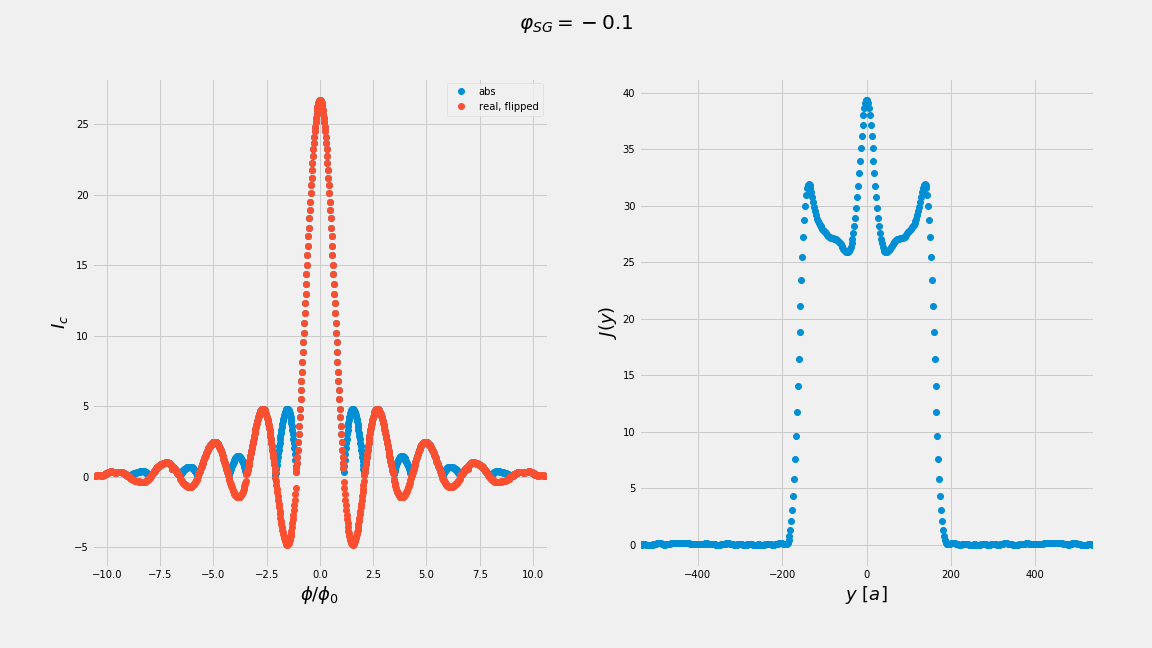 φ_SG = −0.1
abs
real, flipped
I_c
25
20
15
10
5
0
−5
−10.0 −7.5 −5.0 −2.5 0.0 2.5 5.0 7.5 10.0
ϕ/ϕ_0
J(y)
40
35
30
25
20
15
10
5
0
−400 −200 0 200 400
y [a]